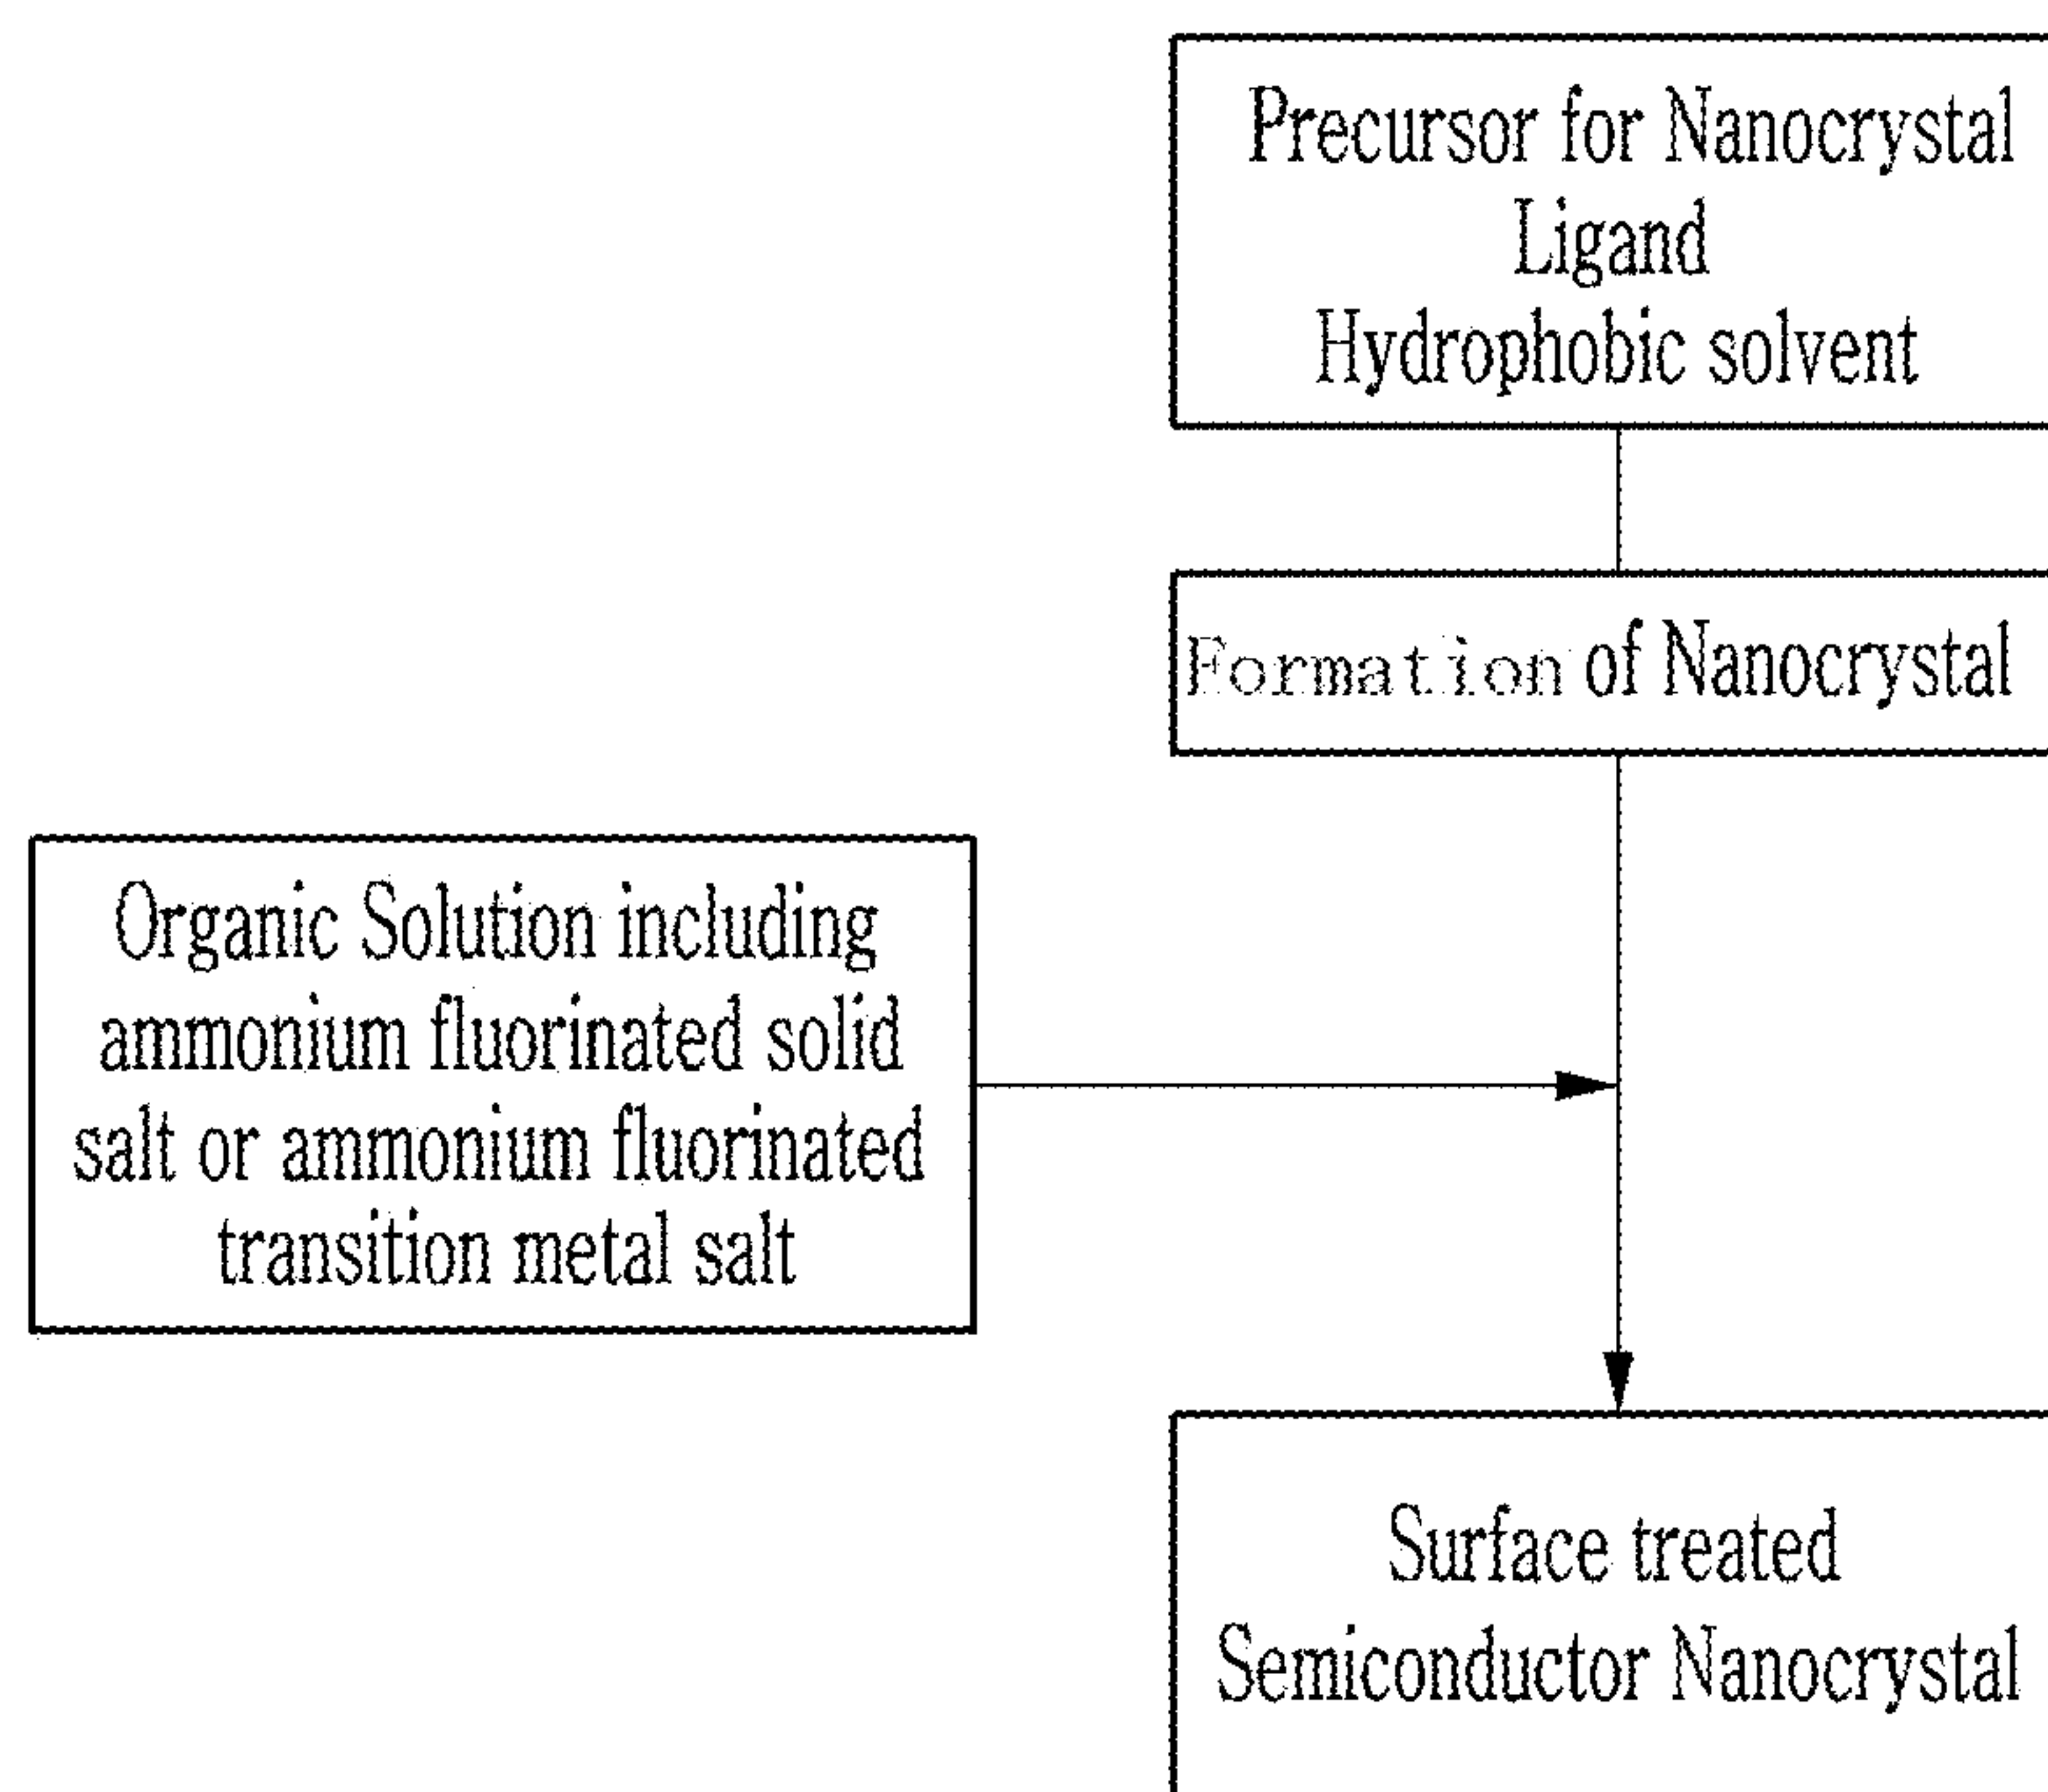 Precursor for Nanocrystal
Ligand
Hydrophobic solvent
Formation of Nanocrystal
Organic Solution including
ammonium fluorinated solid
salt or ammonium fluorinated
transition metal salt
Surface treated
Semiconductor Nanocrystal